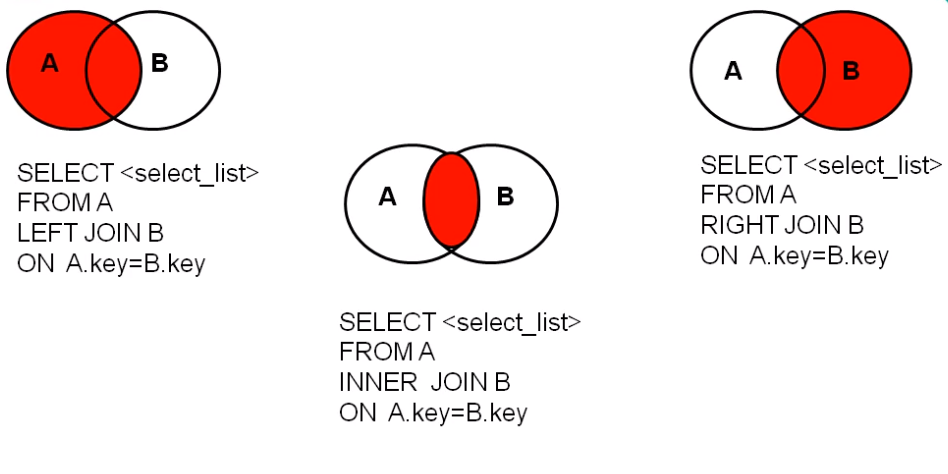 A B
SELECT <select_list>
FROM A
LEFT JOIN B
ON A.key=B.key
A B
SELECT <select_list>
FROM A
INNER JOIN B
ON A.key=B.key
A B
SELECT <select_list>
FROM A
RIGHT JOIN B
ON A.key=B.key